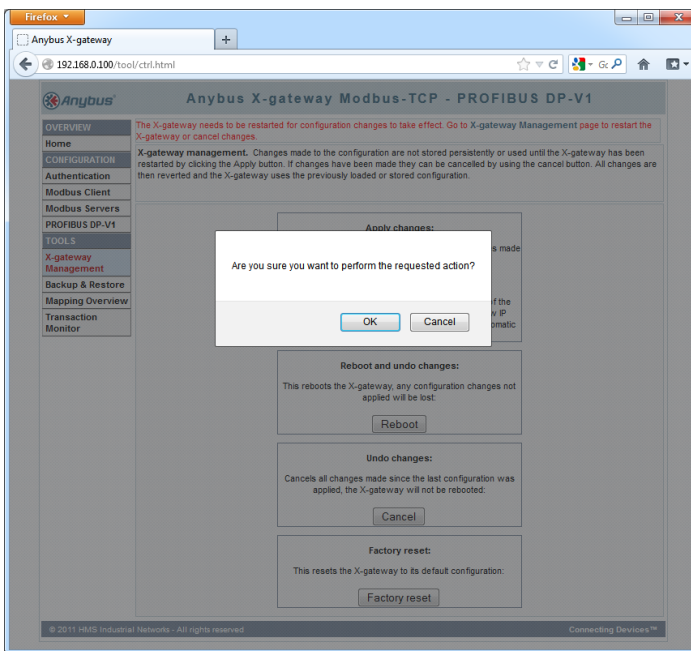 Firefox
Anybus X-gateway
+
192.168.0.100/tool/ctrl.html
Anybus®
Anybus X-gateway Modbus-TCP - PROFIBUS DP-V1
OVERVIEW
Home
CONFIGURATION
Authentication
Modbus Client
Modbus Servers
PROFIBUS DP-V1
TOOLS
X-gateway
Management
Backup & Restore
Mapping Overview
Transaction
Monitor
The X-gateway needs to be restarted for configuration changes to take effect. Go to X-gateway Management page to restart the
X-gateway or cancel changes.
X-gateway management. Changes made to the configuration are not stored persistently or used until the X-gateway has been
restarted by clicking the Apply button. If changes have been made they can be cancelled by using the cancel button. All changes are
then reverted and the X-gateway uses the previously loaded or stored configuration.
Apply changes:
made
Are you sure you want to perform the requested action?
OK Cancel
of the
IP
Reboot and undo changes:
This reboots the X-gateway, any configuration changes not
applied will be lost:
Reboot
Undo changes:
Cancels all changes made since the last configuration was
applied, the X-gateway will not be rebooted:
Cancel
Factory reset:
This resets the X-gateway to its default configuration:
Factory reset
© 2011 HMS Industrial Networks - All rights reserved
Connecting Devices™